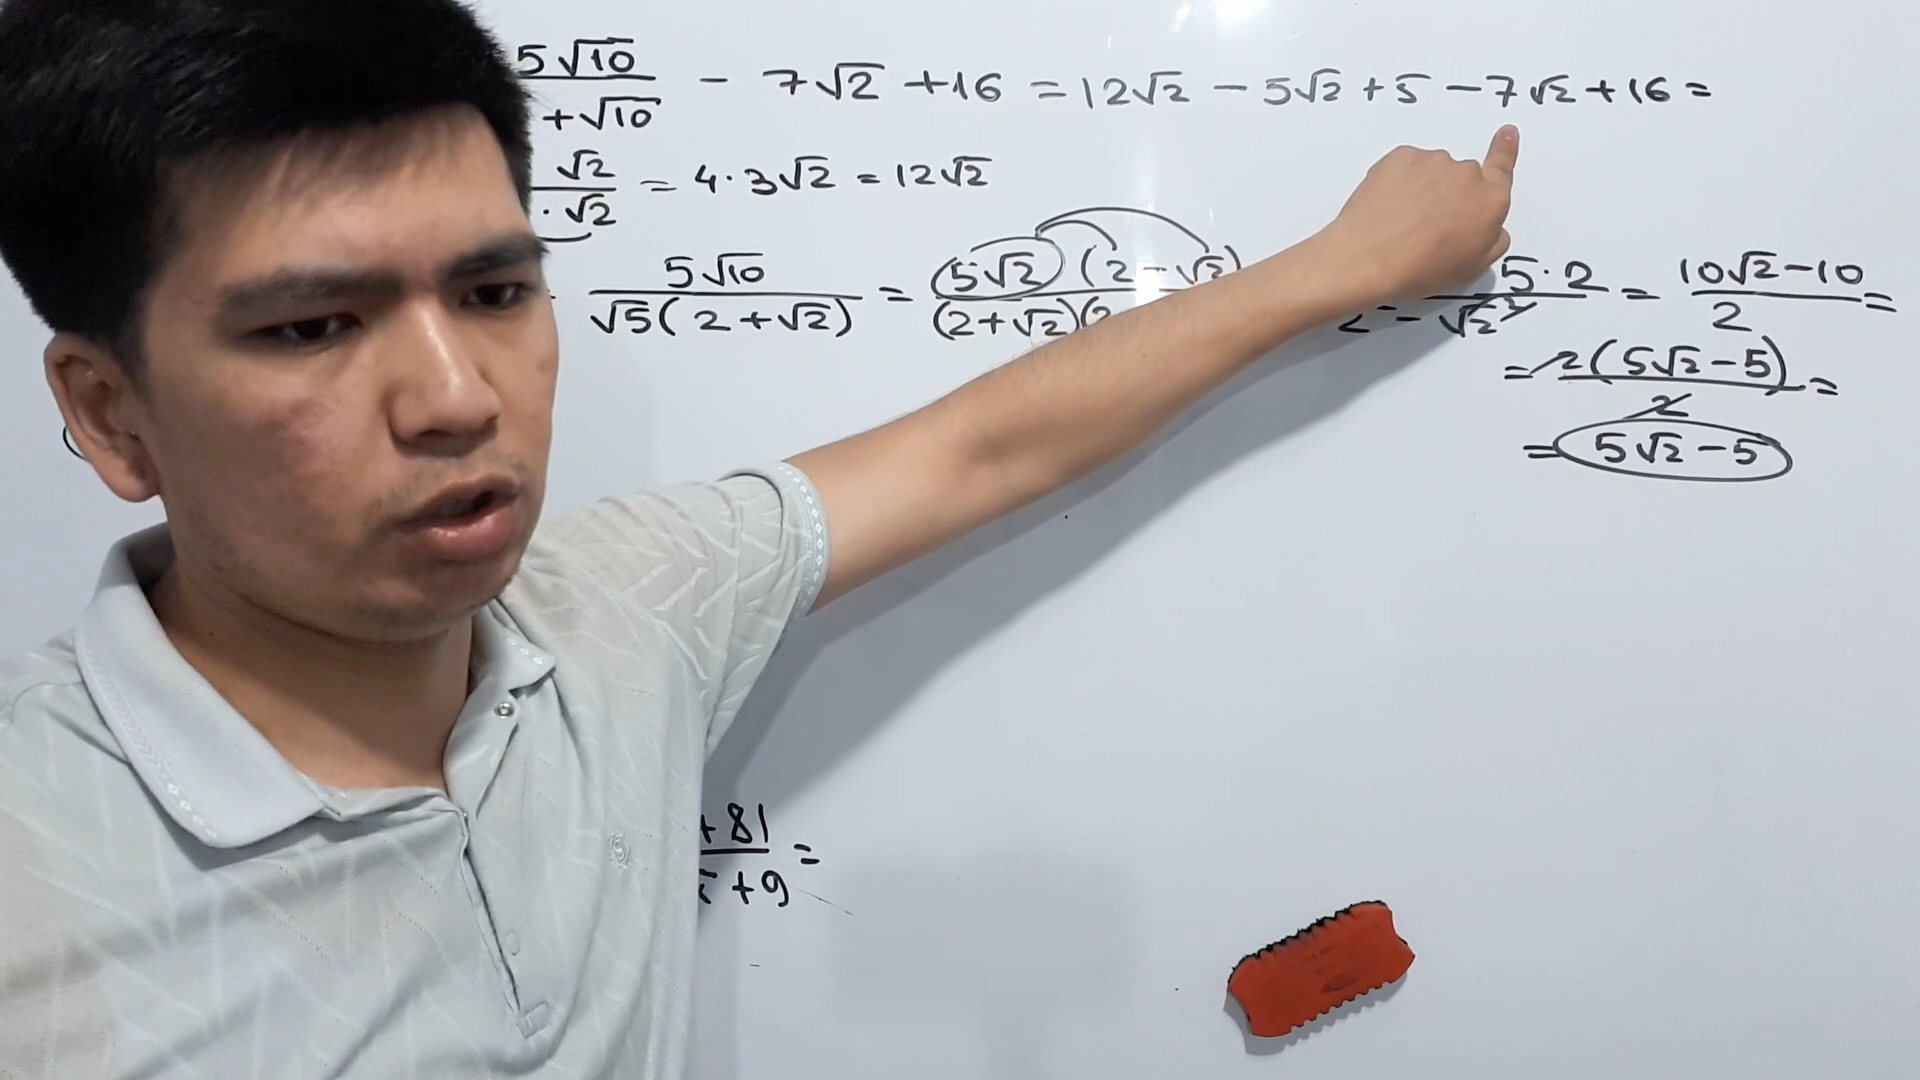 5√10 / +√10 - 7√2 + 16 = 12√2 - 5√2 + 5 - 7√2 + 16 =
√2 / · √2 = 4 · 3√2 = 12√2
5√10 / √5(2 + √2) = 5√2 (2 - √2) / (2 + √2)(2 5 · 2 / 2 - √2² = 10√2 - 10 / 2 =
= 2(5√2 - 5) / 2 =
= 5√2 - 5
+ 81 / + 9 =